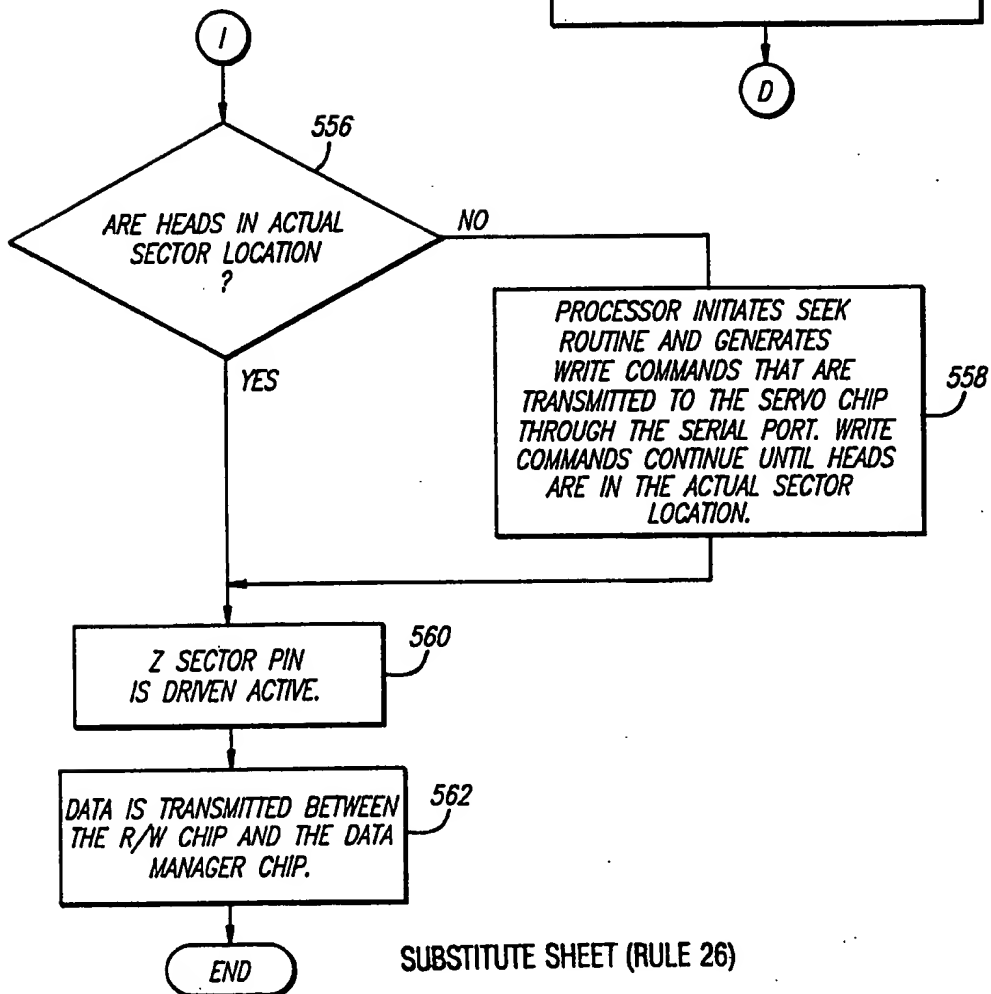 I
D
556
ARE HEADS IN ACTUAL
SECTOR LOCATION
?
NO
YES
PROCESSOR INITIATES SEEK
ROUTINE AND GENERATES
WRITE COMMANDS THAT ARE
TRANSMITTED TO THE SERVO CHIP
THROUGH THE SERIAL PORT. WRITE
COMMANDS CONTINUE UNTIL HEADS
ARE IN THE ACTUAL SECTOR
LOCATION.
558
Z SECTOR PIN
IS DRIVEN ACTIVE.
560
DATA IS TRANSMITTED BETWEEN
THE R/W CHIP AND THE DATA
MANAGER CHIP.
562
END
SUBSTITUTE SHEET (RULE 26)